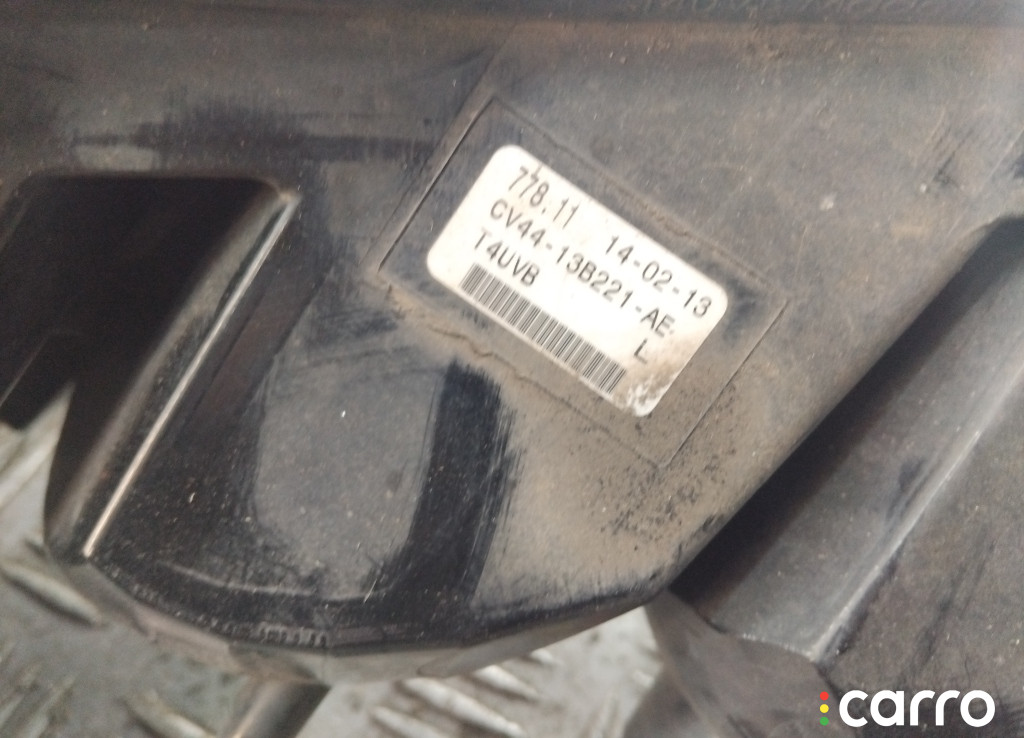 778.11 14-02-13
CV44-13B221-AE
T4UVB L
carro